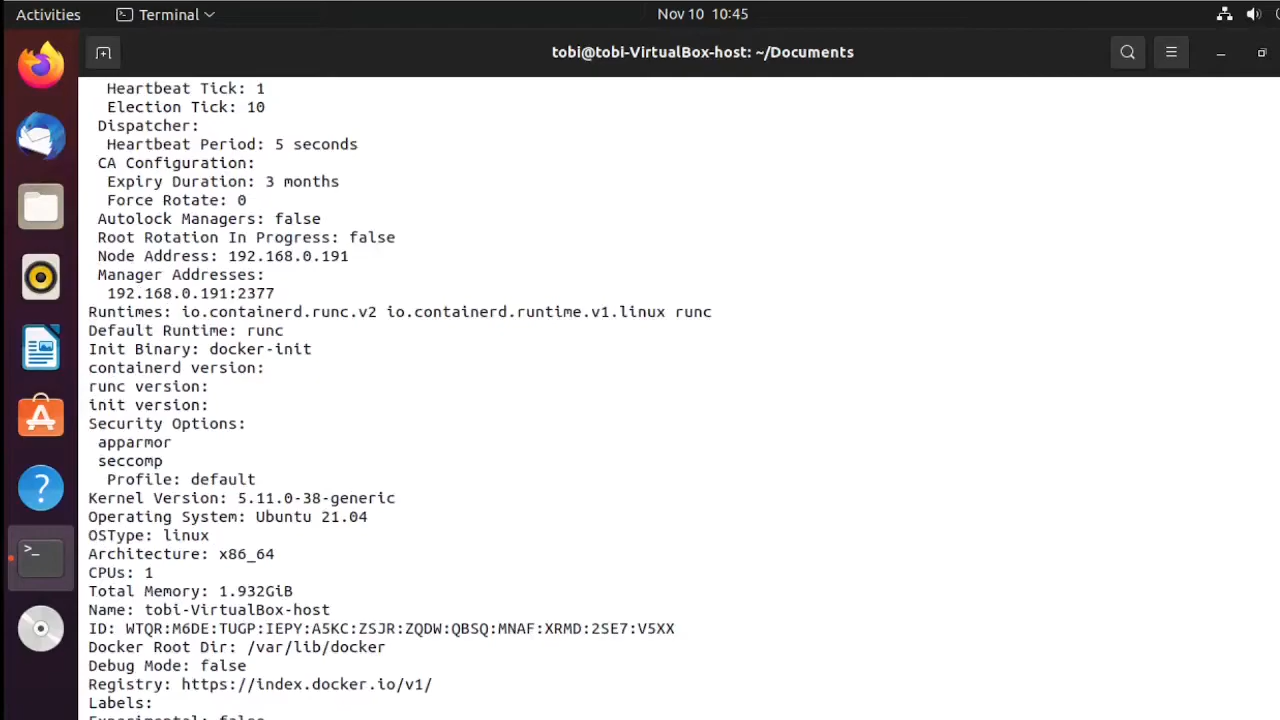 Activities
Terminal
Nov 10 10:45
tobi@tobi-VirtualBox-host: ~/Documents
Heartbeat Tick: 1
Election Tick: 10
Dispatcher:
Heartbeat Period: 5 seconds
CA Configuration:
Expiry Duration: 3 months
Force Rotate: 0
Autolock Managers: false
Root Rotation In Progress: false
Node Address: 192.168.0.191
Manager Addresses:
192.168.0.191:2377
Runtimes: io.containerd.runc.v2 io.containerd.runtime.v1.linux runc
Default Runtime: runc
Init Binary: docker-init
containerd version:
runc version:
init version:
Security Options:
apparmor
seccomp
Profile: default
Kernel Version: 5.11.0-38-generic
Operating System: Ubuntu 21.04
OSType: linux
Architecture: x86_64
CPUs: 1
Total Memory: 1.932GiB
Name: tobi-VirtualBox-host
ID: WTQR:M6DE:TUGP:IEPY:A5KC:ZSJR:ZQDW:QBSQ:MNAF:XRMD:2SE7:V5XX
Docker Root Dir: /var/lib/docker
Debug Mode: false
Registry: https://index.docker.io/v1/
Labels:
Experimental: false